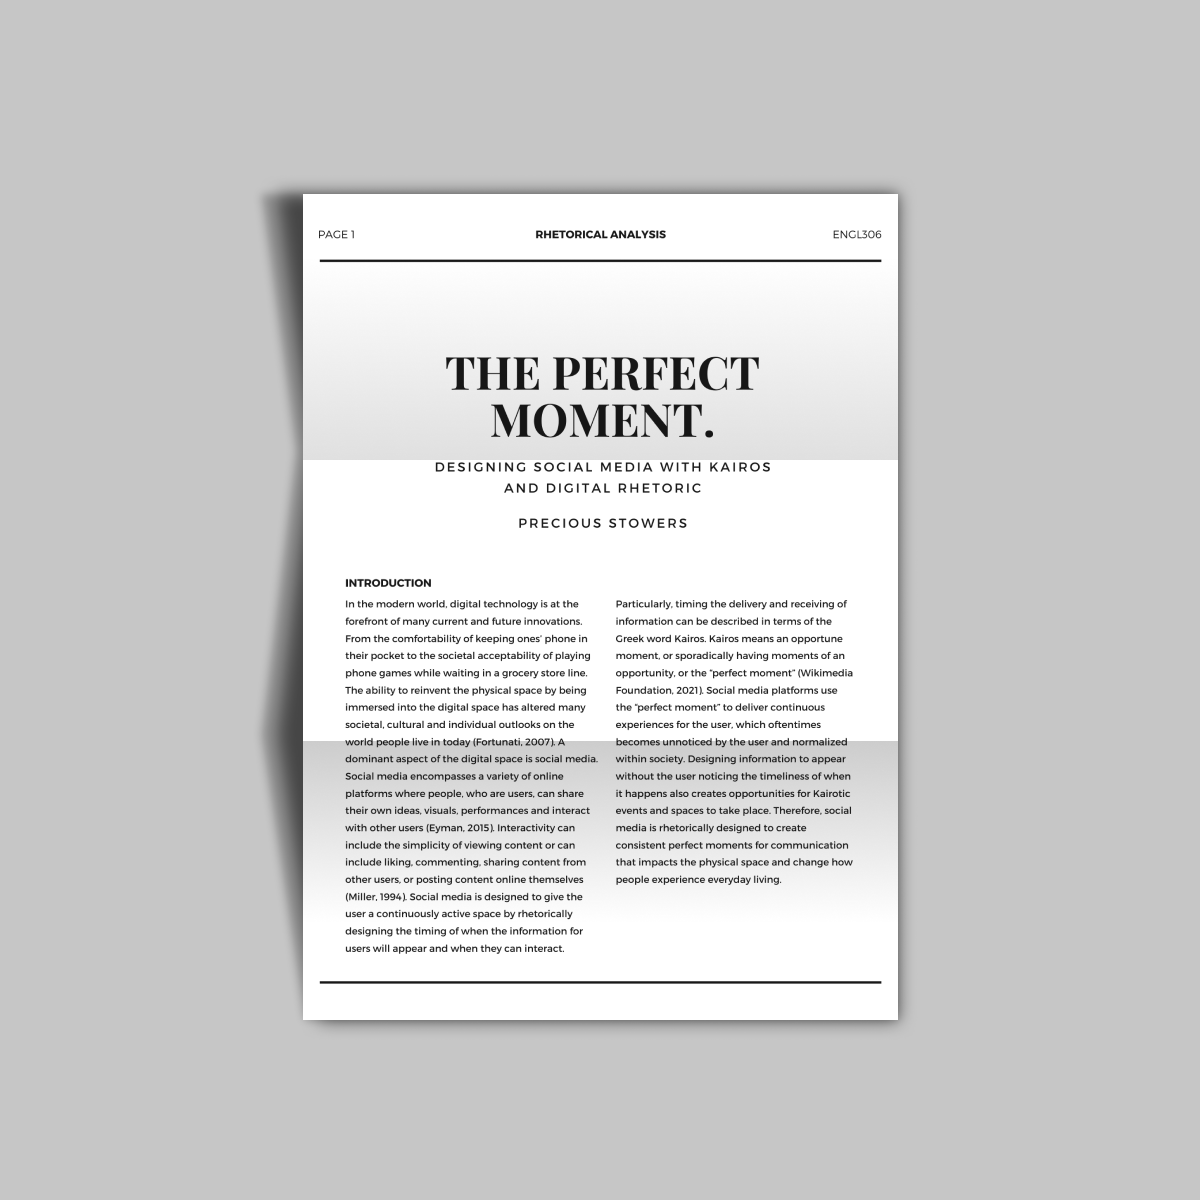 PAGE 1
RHETORICAL ANALYSIS
ENGL306
THE PERFECT
MOMENT.
DESIGNING SOCIAL MEDIA WITH KAIROS
AND DIGITAL RHETORIC
PRECIOUS STOWERS
INTRODUCTION
In the modern world, digital technology is at the
forefront of many current and future innovations.
From the comfortability of keeping ones’ phone in
their pocket to the societal acceptability of playing
phone games while waiting in a grocery store line.
The ability to reinvent the physical space by being
immersed into the digital space has altered many
societal, cultural and individual outlooks on the
world people live in today (Fortunati, 2007). A
dominant aspect of the digital space is social media.
Social media encompasses a variety of online
platforms where people, who are users, can share
their own ideas, visuals, performances and interact
with other users (Eyman, 2015). Interactivity can
include the simplicity of viewing content or can
include liking, commenting, sharing content from
other users, or posting content online themselves
(Miller, 1994). Social media is designed to give the
user a continuously active space by rhetorically
designing the timing of when the information for
users will appear and when they can interact.
Particularly, timing the delivery and receiving of
information can be described in terms of the
Greek word Kairos. Kairos means an opportune
moment, or sporadically having moments of an
opportunity, or the “perfect moment” (Wikimedia
Foundation, 2021). Social media platforms use
the “perfect moment” to deliver continuous
experiences for the user, which oftentimes
becomes unnoticed by the user and normalized
within society. Designing information to appear
without the user noticing the timeliness of when
it happens also creates opportunities for Kairotic
events and spaces to take place. Therefore, social
media is rhetorically designed to create
consistent perfect moments for communication
that impacts the physical space and change how
people experience everyday living.